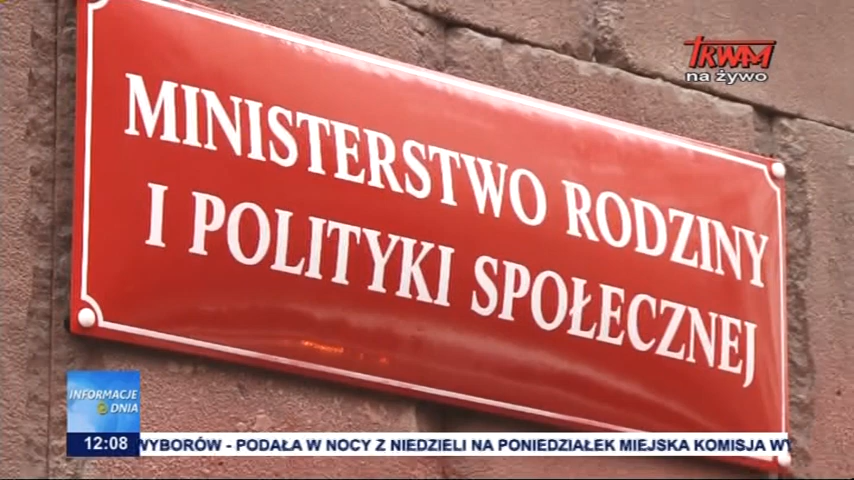 TRWAM
na żywo
MINISTERSTWO RODZINY
I POLITYKI SPOŁECZNEJ
INFORMACJE
DNIA
12:08 WYBORÓW - PODAŁA W NOCY Z NIEDZIELI NA PONIEDZIAŁEK MIEJSKA KOMISJA